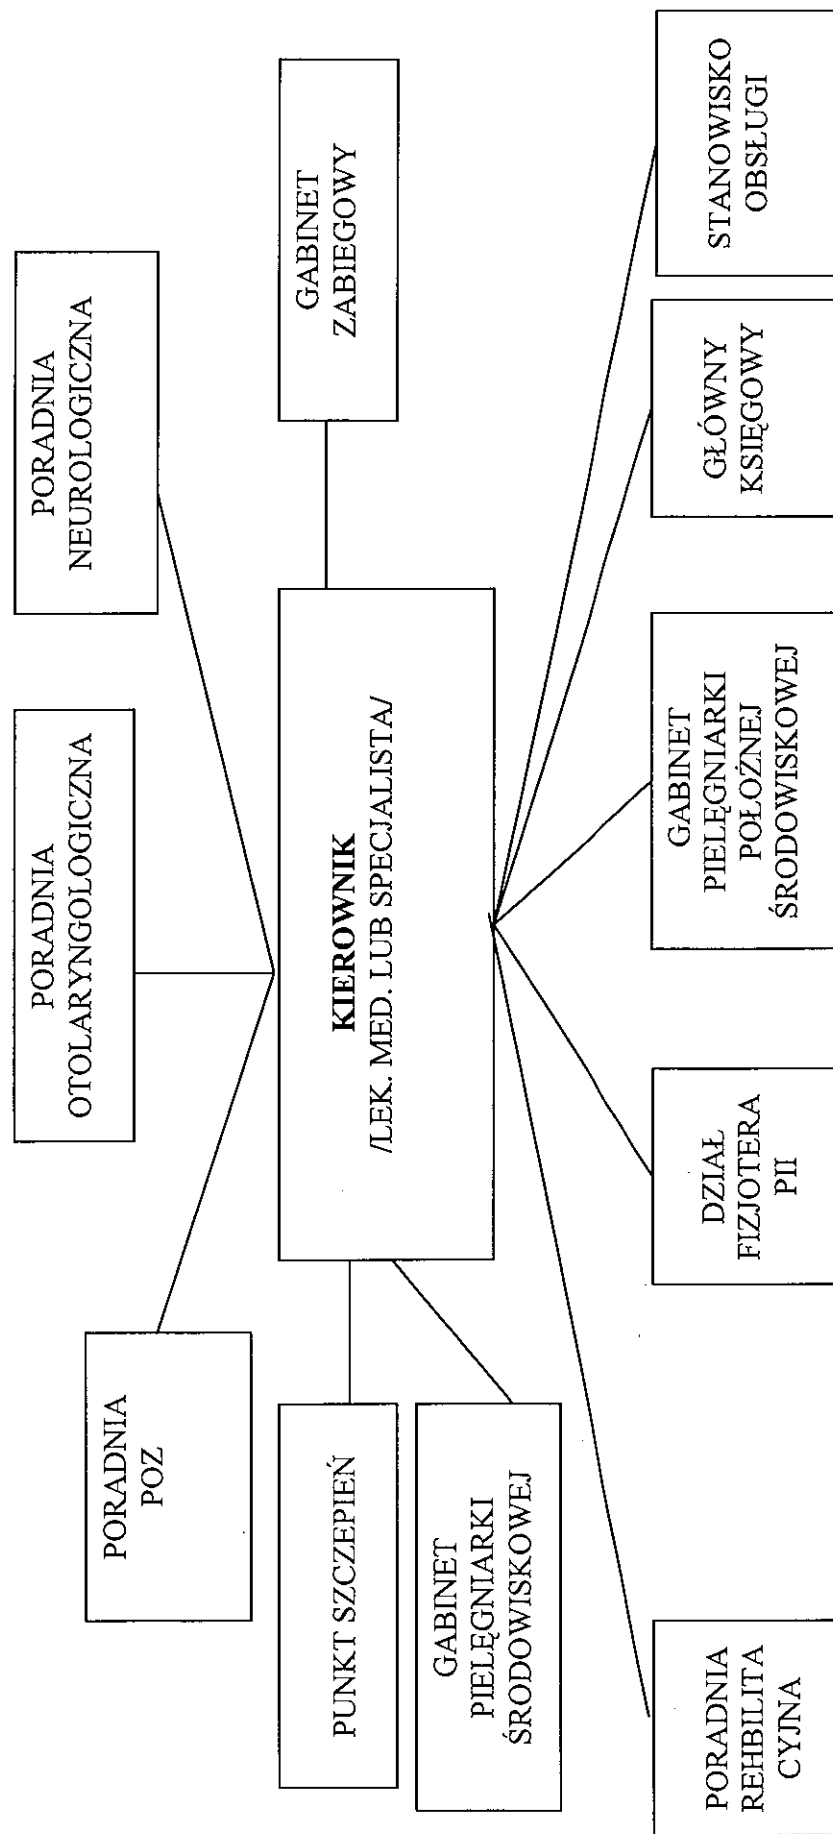 PORADNIA
POZ
PORADNIA
OTOLARYNGOLOGICZNA
PORADNIA
NEUROLOGICZNA
PUNKT SZCZEPIEŃ
GABINET
PIELĘGNIARKI
ŚRODOWISKOWEJ
KIEROWNIK
/LEK. MED. LUB SPECJALISTA/
GABINET
ZABIEGOWY
PORADNIA
REHBILITA
CYJNA
DZIAŁ
FIZJOTERA
PII
GABINET
PIELĘGNIARKI
POŁOŻNEJ
ŚRODOWISKOWEJ
GŁÓWNY
KSIĘGOWY
STANOWISKO
OBSŁUGI